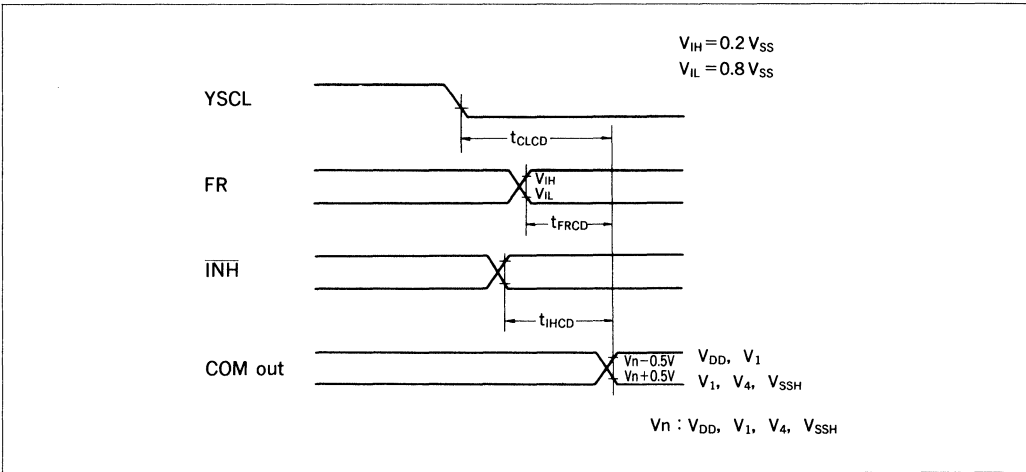 V_IH = 0.2 V_SS
V_IL = 0.8 V_SS
YSCL
t_CLCD
FR
V_IH
V_IL
t_FRCD
INH
t_IHCD
COM out
Vn−0.5V
Vn+0.5V
V_DD, V_1
V_1, V_4, V_SSH
Vn : V_DD, V_1, V_4, V_SSH